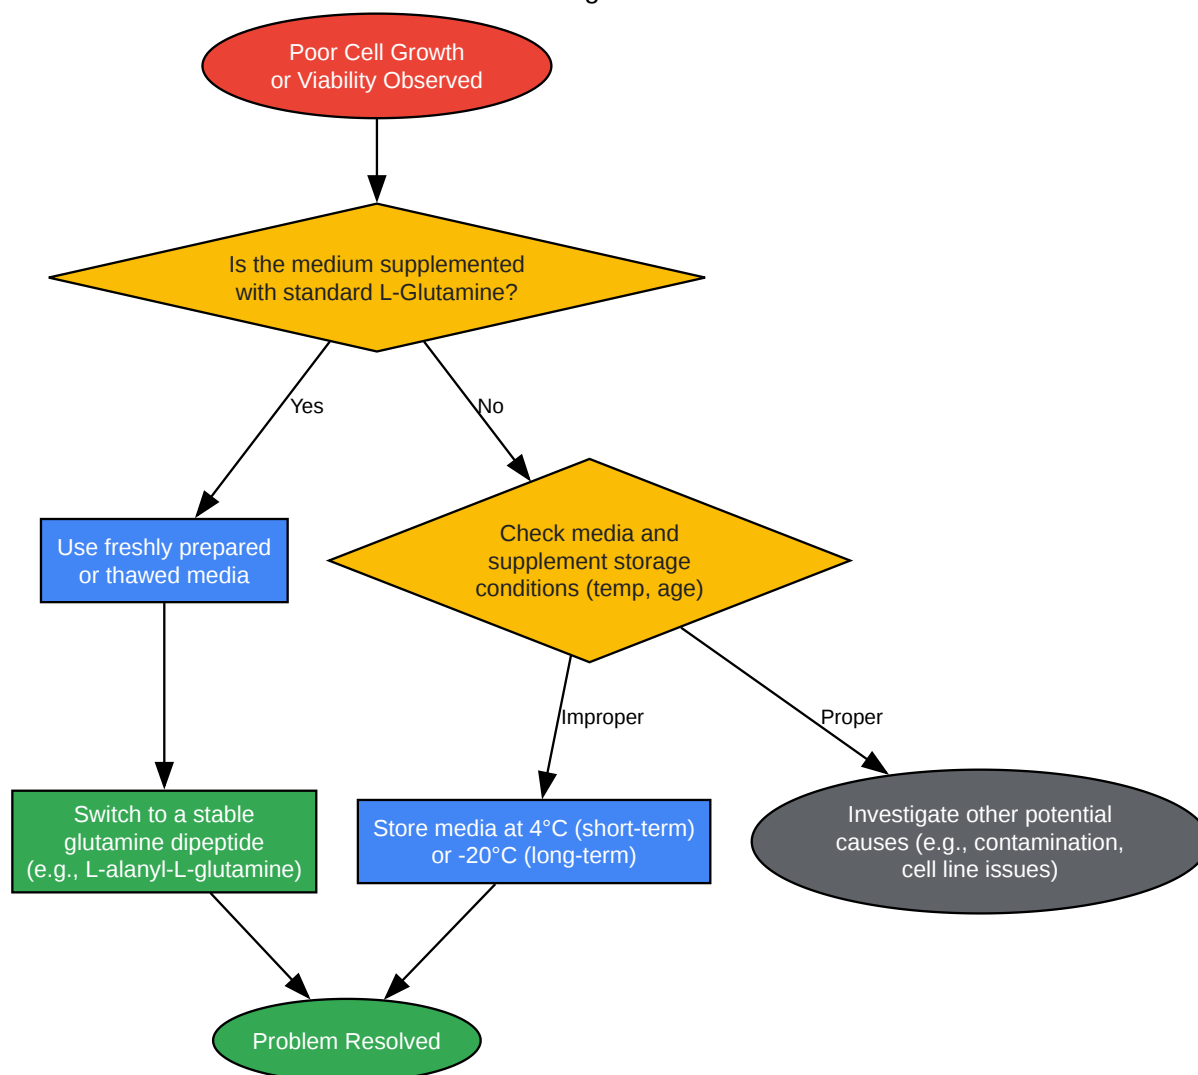 Poor Cell Growth
or Viability Observed
Is the medium supplemented
with standard L-Glutamine?
Yes
No
Use freshly prepared
or thawed media
Check media and
supplement storage
conditions (temp, age)
Improper
Proper
Switch to a stable
glutamine dipeptide
(e.g., L-alanyl-L-glutamine)
Store media at 4°C (short-term)
or -20°C (long-term)
Investigate other potential
causes (e.g., contamination,
cell line issues)
Problem Resolved